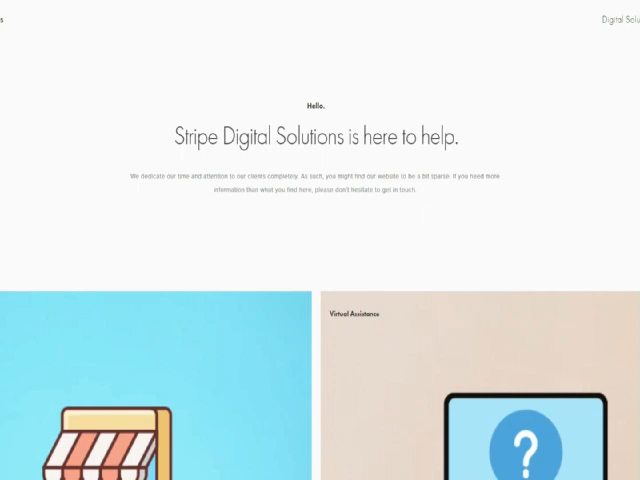 s
Digital Solu
Hello.
Stripe Digital Solutions is here to help.
We dedicate our time and attention to our clients completely. As such, you might find our website to be a bit sparse. If you need more
information than what you find here, please don't hesitate to get in touch.
Virtual Assistance
?